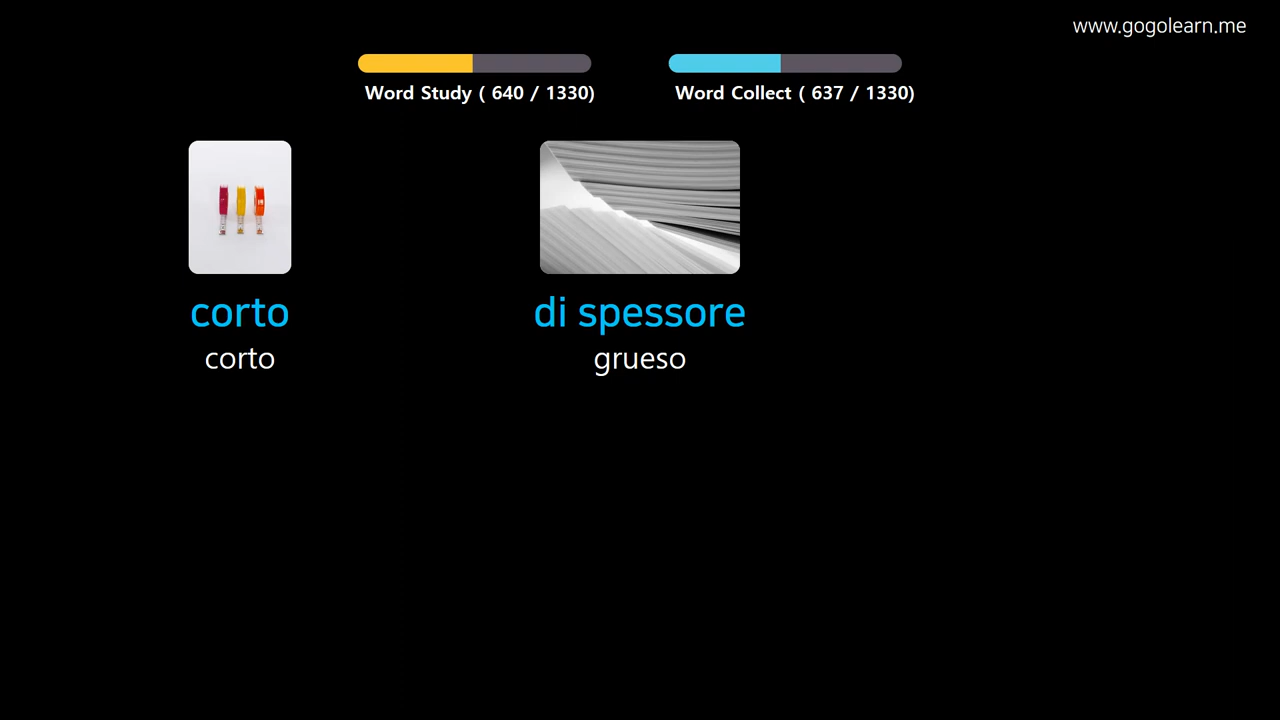 www.gogolearn.me
Word Study ( 640 / 1330)
Word Collect ( 637 / 1330)
corto
corto
di spessore
grueso